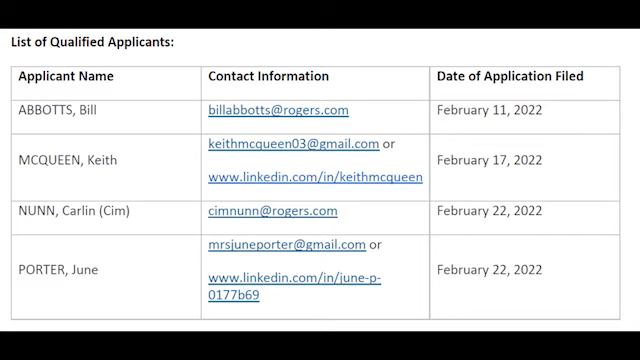 List of Qualified Applicants:
Applicant Name Contact Information Date of Application Filed
ABBOTTS, Bill billabbotts@rogers.com February 11, 2022
keithmcqueen03@gmail.com or
MCQUEEN, Keith February 17, 2022
www.linkedin.com/in/keithmcqueen
NUNN, Carlin (Cim) cimnunn@rogers.com February 22, 2022
mrsjuneporter@gmail.com or
PORTER, June February 22, 2022
www.linkedin.com/in/june-p-
0177b69